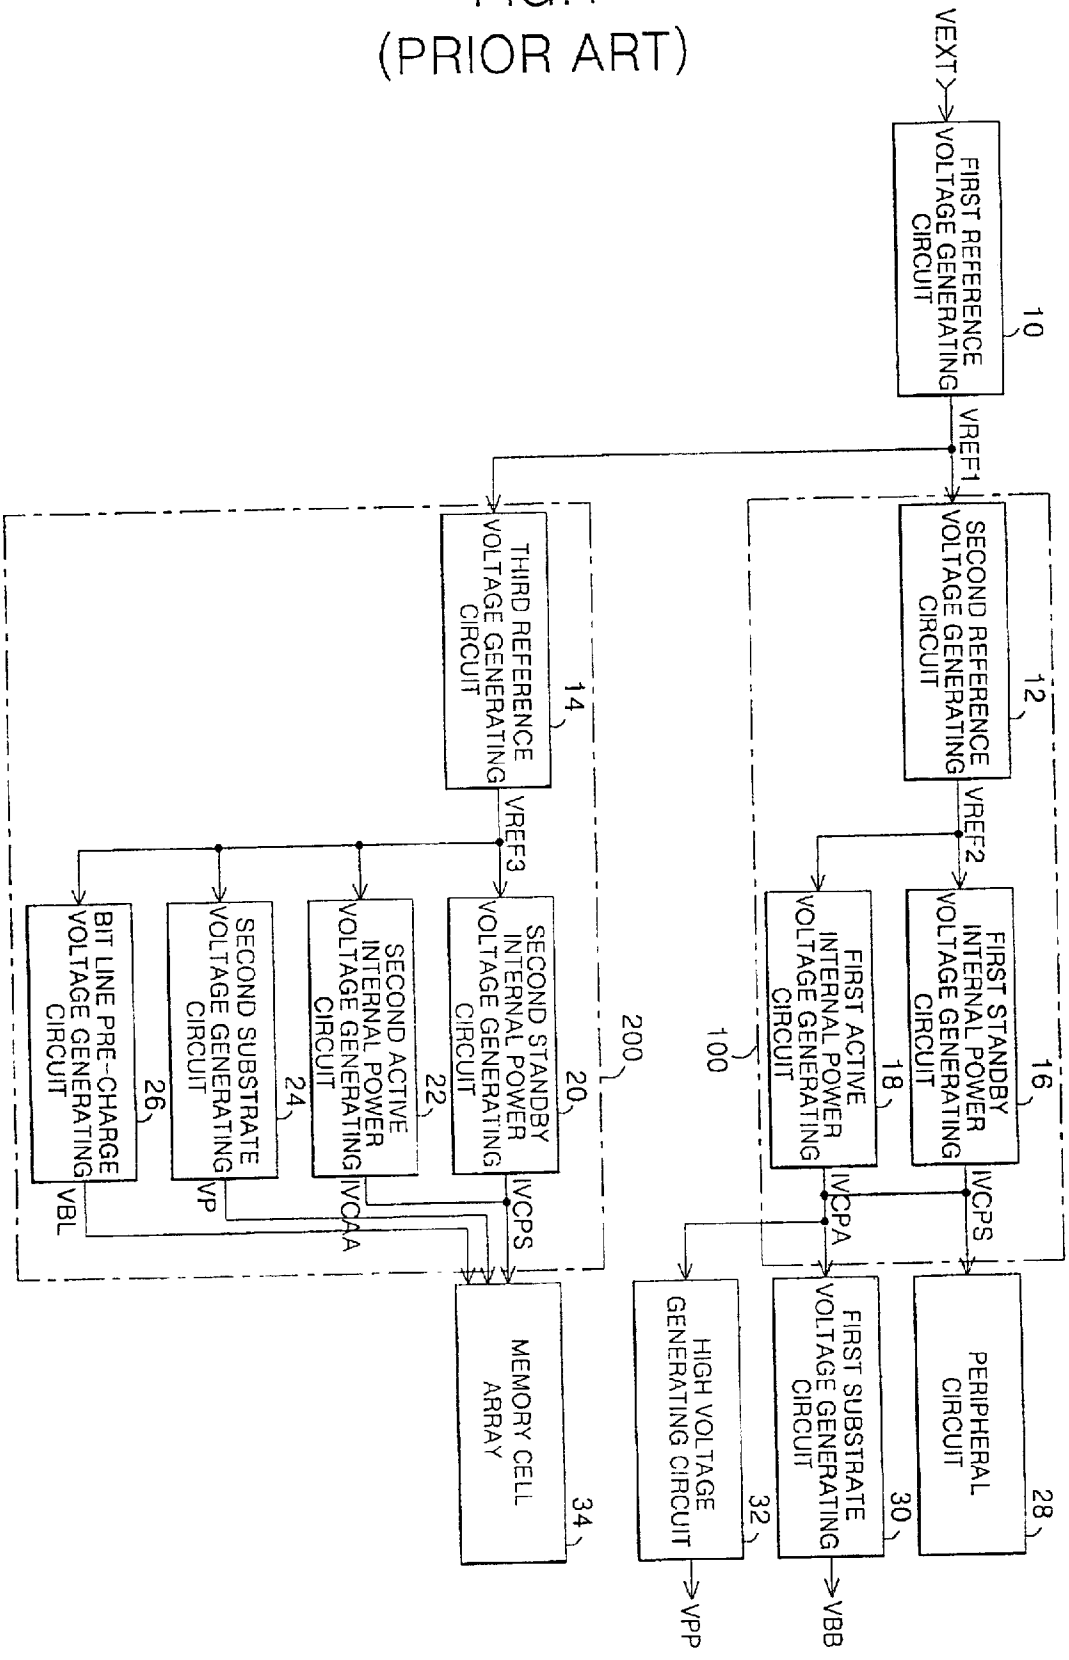 (PRIOR ART)
VEXT
FIRST REFERENCE
VOLTAGE GENERATING
CIRCUIT
10
VREF1
SECOND REFERENCE
VOLTAGE GENERATING
CIRCUIT
12
VREF2
FIRST STANDBY
INTERNAL POWER
VOLTAGE GENERATING
CIRCUIT
16
IVCPS
PERIPHERAL
CIRCUIT
28
FIRST ACTIVE
INTERNAL POWER
VOLTAGE GENERATING
CIRCUIT
18
IVCPA
FIRST SUBSTRATE
VOLTAGE GENERATING
CIRCUIT
30
VBB
100
HIGH VOLTAGE
GENERATING CIRCUIT
32
VPP
200
THIRD REFERENCE
VOLTAGE GENERATING
CIRCUIT
14
VREF3
SECOND STANDBY
INTERNAL POWER
VOLTAGE GENERATING
CIRCUIT
20
IVCPS
MEMORY CELL
ARRAY
34
SECOND ACTIVE
INTERNAL POWER
VOLTAGE GENERATING
CIRCUIT
22
IVCAA
SECOND SUBSTRATE
VOLTAGE GENERATING
CIRCUIT
24
VP
BIT LINE PRE-CHARGE
VOLTAGE GENERATING
CIRCUIT
26
VBL